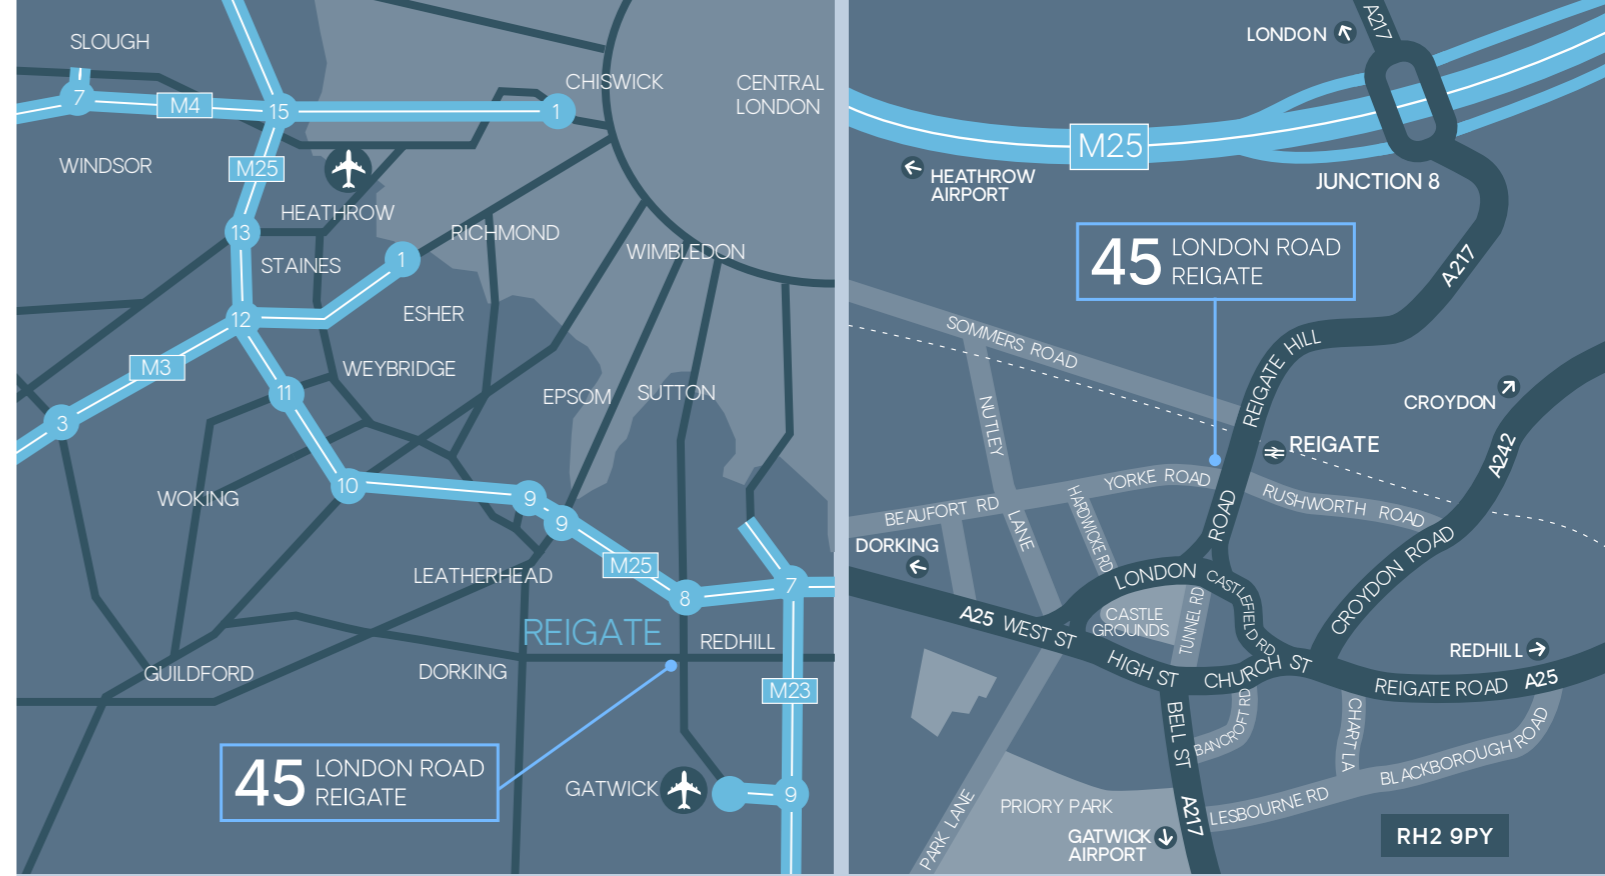 SLOUGH
CHISWICK
CENTRAL
LONDON
7
M4
15
1
WINDSOR
M25
HEATHROW
13
RICHMOND
WIMBLEDON
STAINES
1
12
ESHER
M3
WEYBRIDGE
11
EPSOM
SUTTON
3
10
WOKING
9
9
M25
LEATHERHEAD
8
7
REIGATE
REDHILL
GUILDFORD
DORKING
M23
45
LONDON ROAD
REIGATE
GATWICK
9
A217
LONDON
M25
HEATHROW
AIRPORT
JUNCTION 8
45
LONDON ROAD
REIGATE
A217
SOMMERS ROAD
REIGATE HILL
CROYDON
NUTLEY
LANE
REIGATE
A242
YORKE ROAD
BEAUFORT RD
HARDWICKE RD
ROAD
RUSHWORTH ROAD
DORKING
LONDON
CASTLEFIELD RD
CROYDON ROAD
A25 WEST ST
CASTLE
GROUNDS
TUNNEL RD
HIGH ST
CHURCH ST
REDHILL
REIGATE ROAD A25
BELL ST
BANCROFT RD
CHART LA
BLACKBOROUGH ROAD
LESBOURNE RD
PRIORY PARK
PARK LANE
A217
GATWICK
AIRPORT
RH2 9PY